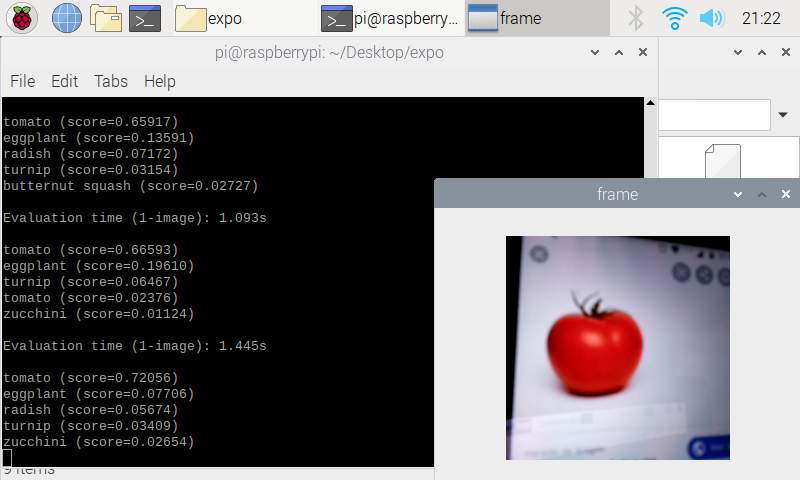 expo
pi@raspberry...
frame
21:22
pi@raspberrypi: ~/Desktop/expo
File Edit Tabs Help
tomato (score=0.65917)
eggplant (score=0.13591)
radish (score=0.07172)
turnip (score=0.03154)
butternut squash (score=0.02727)
Evaluation time (1-image): 1.093s
tomato (score=0.66593)
eggplant (score=0.19610)
turnip (score=0.06467)
tomato (score=0.02376)
zucchini (score=0.01124)
Evaluation time (1-image): 1.445s
tomato (score=0.72056)
eggplant (score=0.07706)
radish (score=0.05674)
turnip (score=0.03409)
zucchini (score=0.02654)
9 items
frame